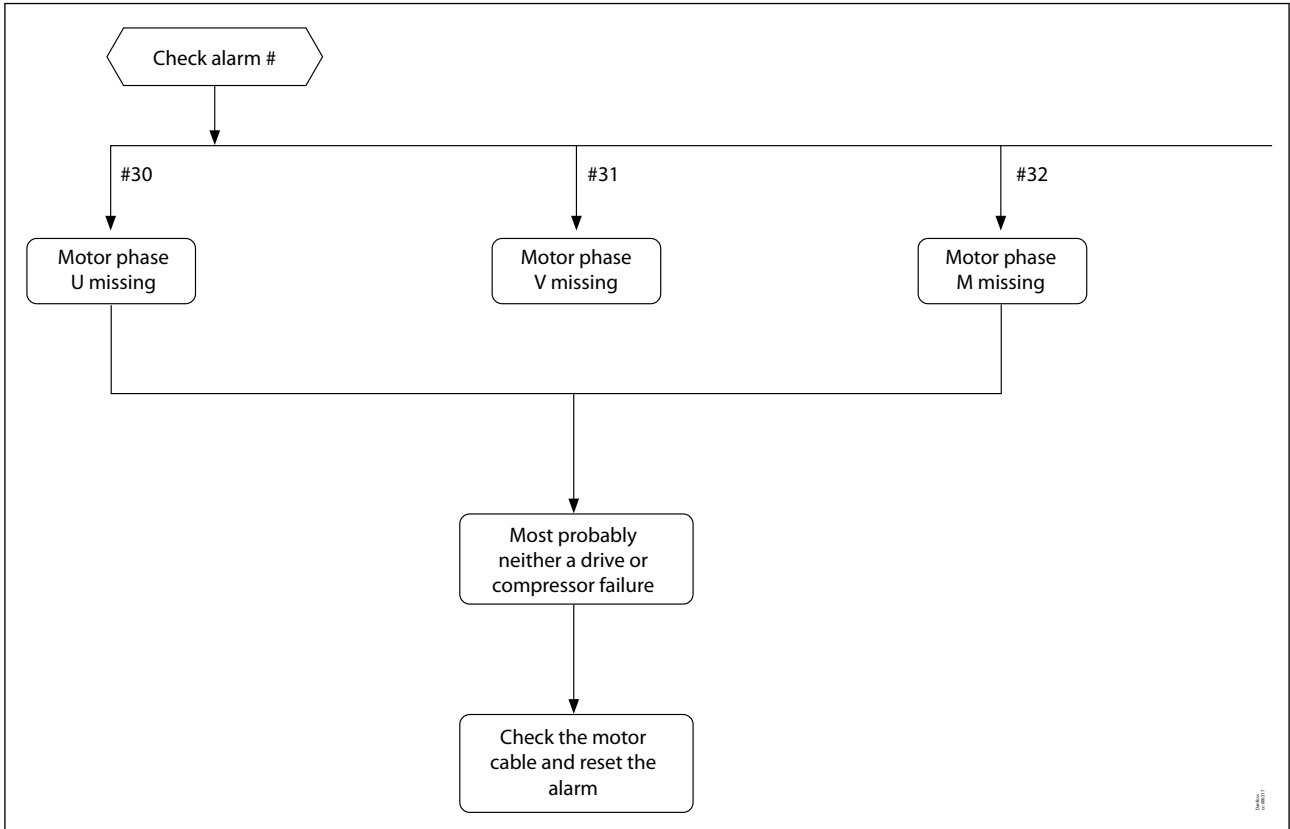 Check alarm #
#30
#31
#32
Motor phase
U missing
Motor phase
V missing
Motor phase
M missing
Most probably
neither a drive or
compressor failure
Check the motor
cable and reset the
alarm
Danfoss